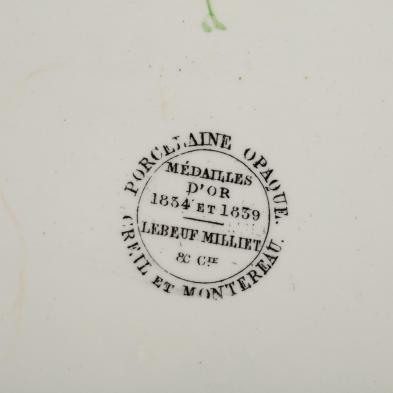 PORCELAINE OPAQUE.
MÉDAILLES
D'OR
1834 ET 1839
LEBEUF MILLIET
& CIE
CREIL ET MONTEREAU.